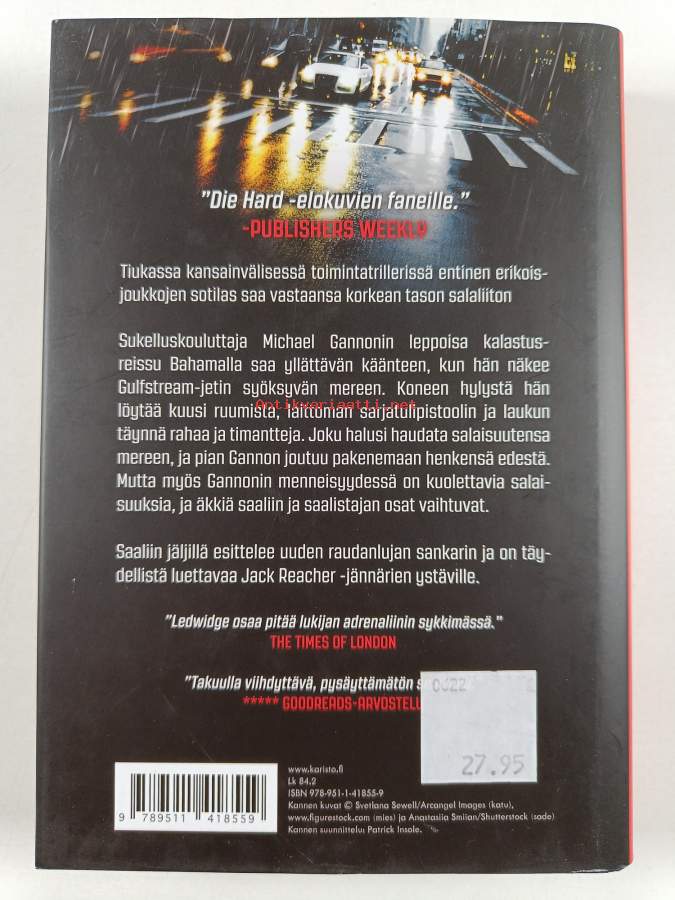 "Die Hard -elokuvien faneille."
-PUBLISHERS WEEKLY
Tiukassa kansainvälisessä toimintatrillerissä entinen erikois-
joukkojen sotilas saa vastaansa korkean tason salaliiton
Sukelluskouluttaja Michael Gannonin leppoisa kalastus-
reissu Bahamalla saa yllättävän käänteen, kun hän näkee
Gulfstream-jetin syöksyvän mereen. Koneen hylystä hän
löytää kuusi ruumista, laittoman sarjatulipistoolin ja laukun
Antikvariaatti.net
täynnä rahaa ja timantteja. Joku halusi haudata salaisuutensa
mereen, ja pian Gannon joutuu pakenemaan henkensä edestä.
Mutta myös Gannonin menneisyydessä on kuolettavia salai-
suuksia, ja äkkiä saaliin ja saalistajan osat vaihtuvat.
Saaliin jäljillä esittelee uuden raudanlujan sankarin ja on täy-
dellistä luettavaa Jack Reacher -jännärien ystäville.
"Ledwidge osaa pitää lukijan adrenaliinin sykkimässä."
THE TIMES OF LONDON
"Takuulla viihdyttävä, pysäyttämätön
***** GOODREADS-ARVOSTELU
0622
27.95
www.karisto.fi
Lk 84.2
ISBN 978-951-1-41855-9
Kannen kuvat © Svetlana Sewell/Arcangel Images (katu),
www.figurestock.com (mies) ja Anastasiia Smiian/Shutterstock (sade)
Kannen suunnittelu: Patrick Insole.
9 789511 418559